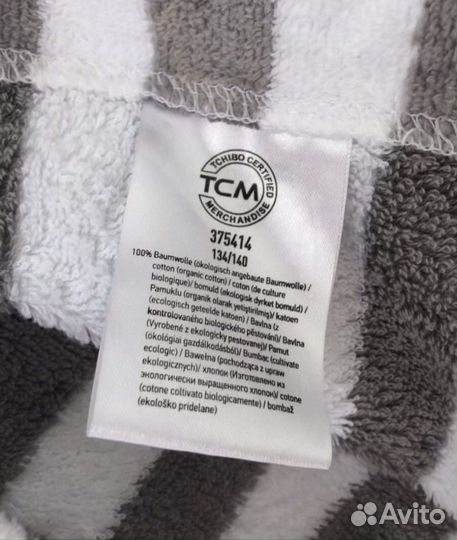 TCHIBO CERTIFIED
TCM
MERCHANDISE
375414
134/140
100% Baumwolle (ökologisch angebaute Baumwolle) /
cotton (organic cotton) / coton (de culture
biologique) / bomuld (økologisk dyrket bomuld) /
Pamuklu (organik olarak yetiştirilmiş) / katoen
(ecologisch geteelde katoen) / Bavlna (z
kontrolovaného biologického pěstování) / Bavlna
(Vyrobené z ekologicky pestovanej) / Pamut
(ökológiai gazdálkodásból) / Bumbac (cultivate
ecologic) / Bawełna (pochodząca z upraw
ekologicznych) / хлопок (Изготовлено из
экологически выращенного хлопка) / cotone
(cotone coltivato biologicamente) / bombaž
(ekološko pridelane)
Avito